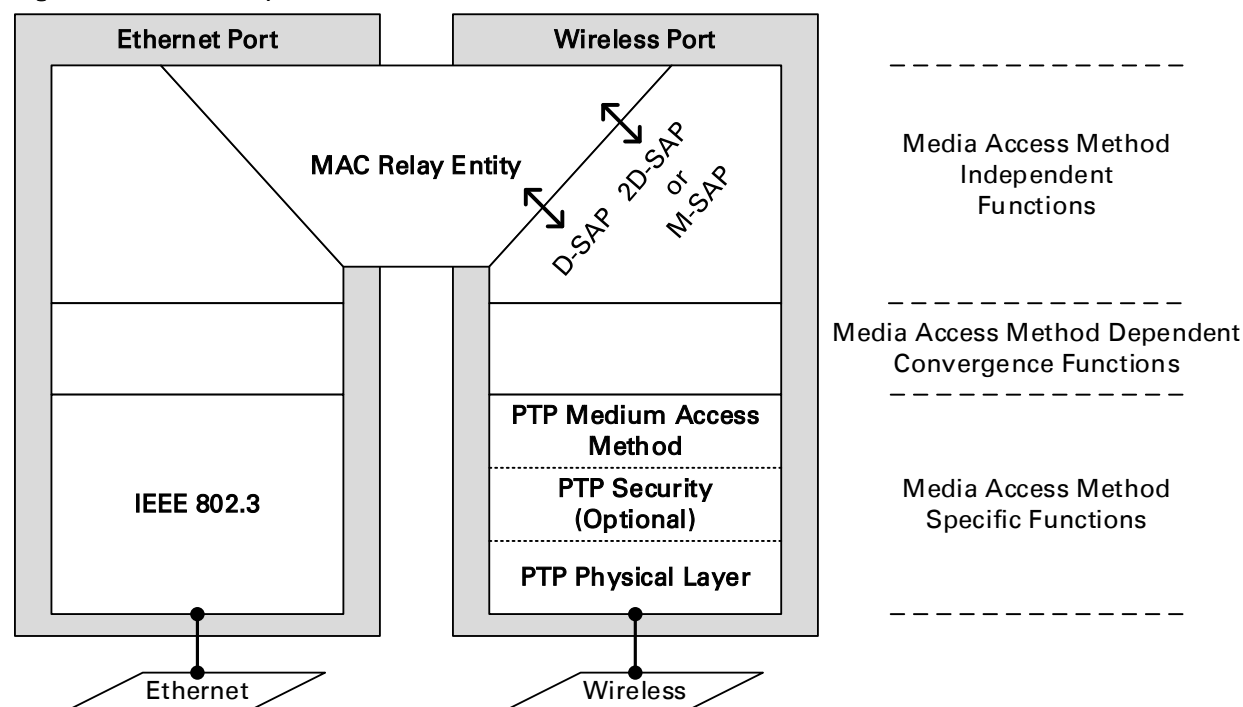 Ethernet Port
Wireless Port
MAC Relay Entity
D-SAP
2D-SAP
or
M-SAP
Media Access Method
Independent
Functions
Media Access Method Dependent
Convergence Functions
IEEE 802.3
PTP Medium Access
Method
PTP Security
(Optional)
PTP Physical Layer
Media Access Method
Specific Functions
Ethernet
Wireless